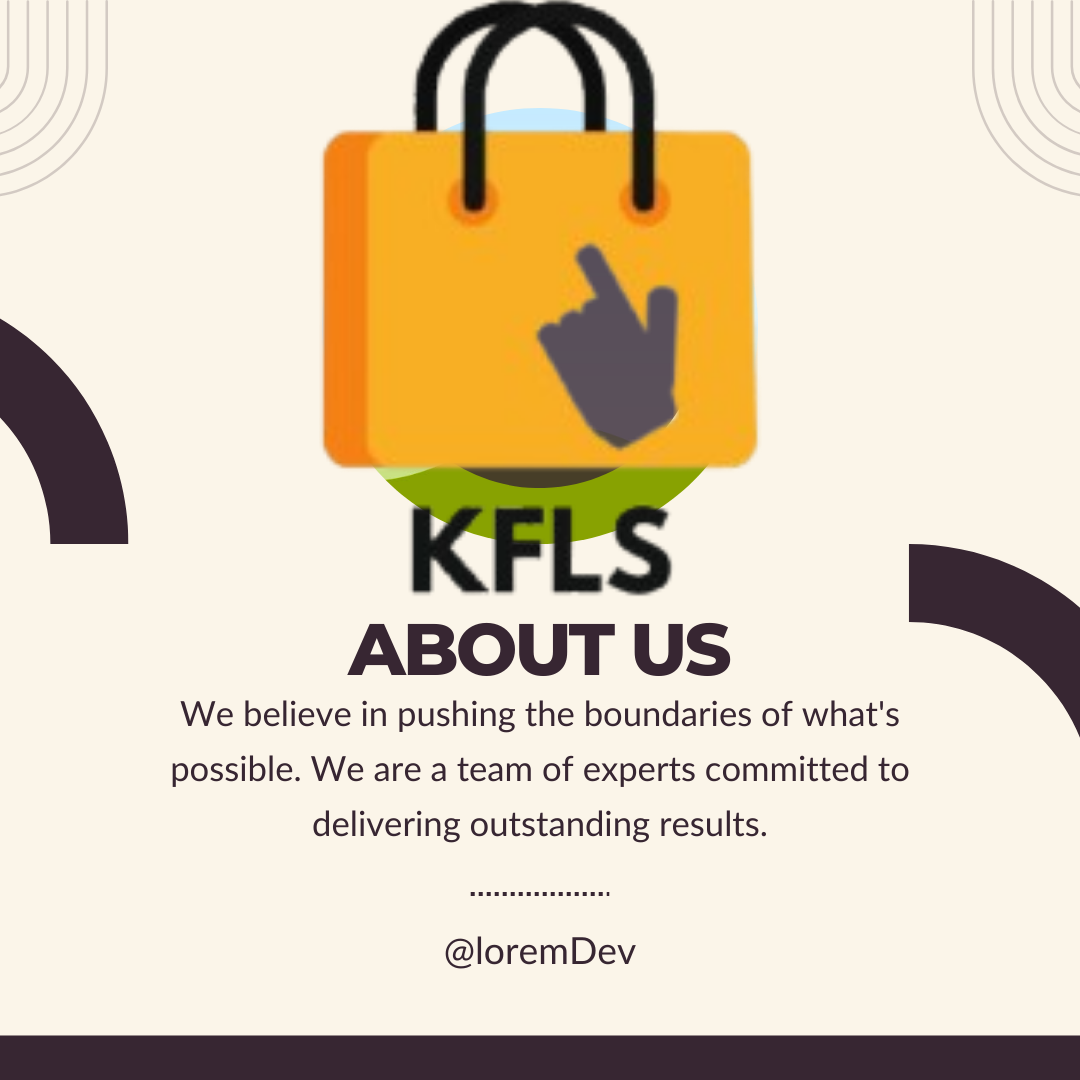 KFLS
ABOUT US
We believe in pushing the boundaries of what's
possible. We are a team of experts committed to
delivering outstanding results.
@loremDev